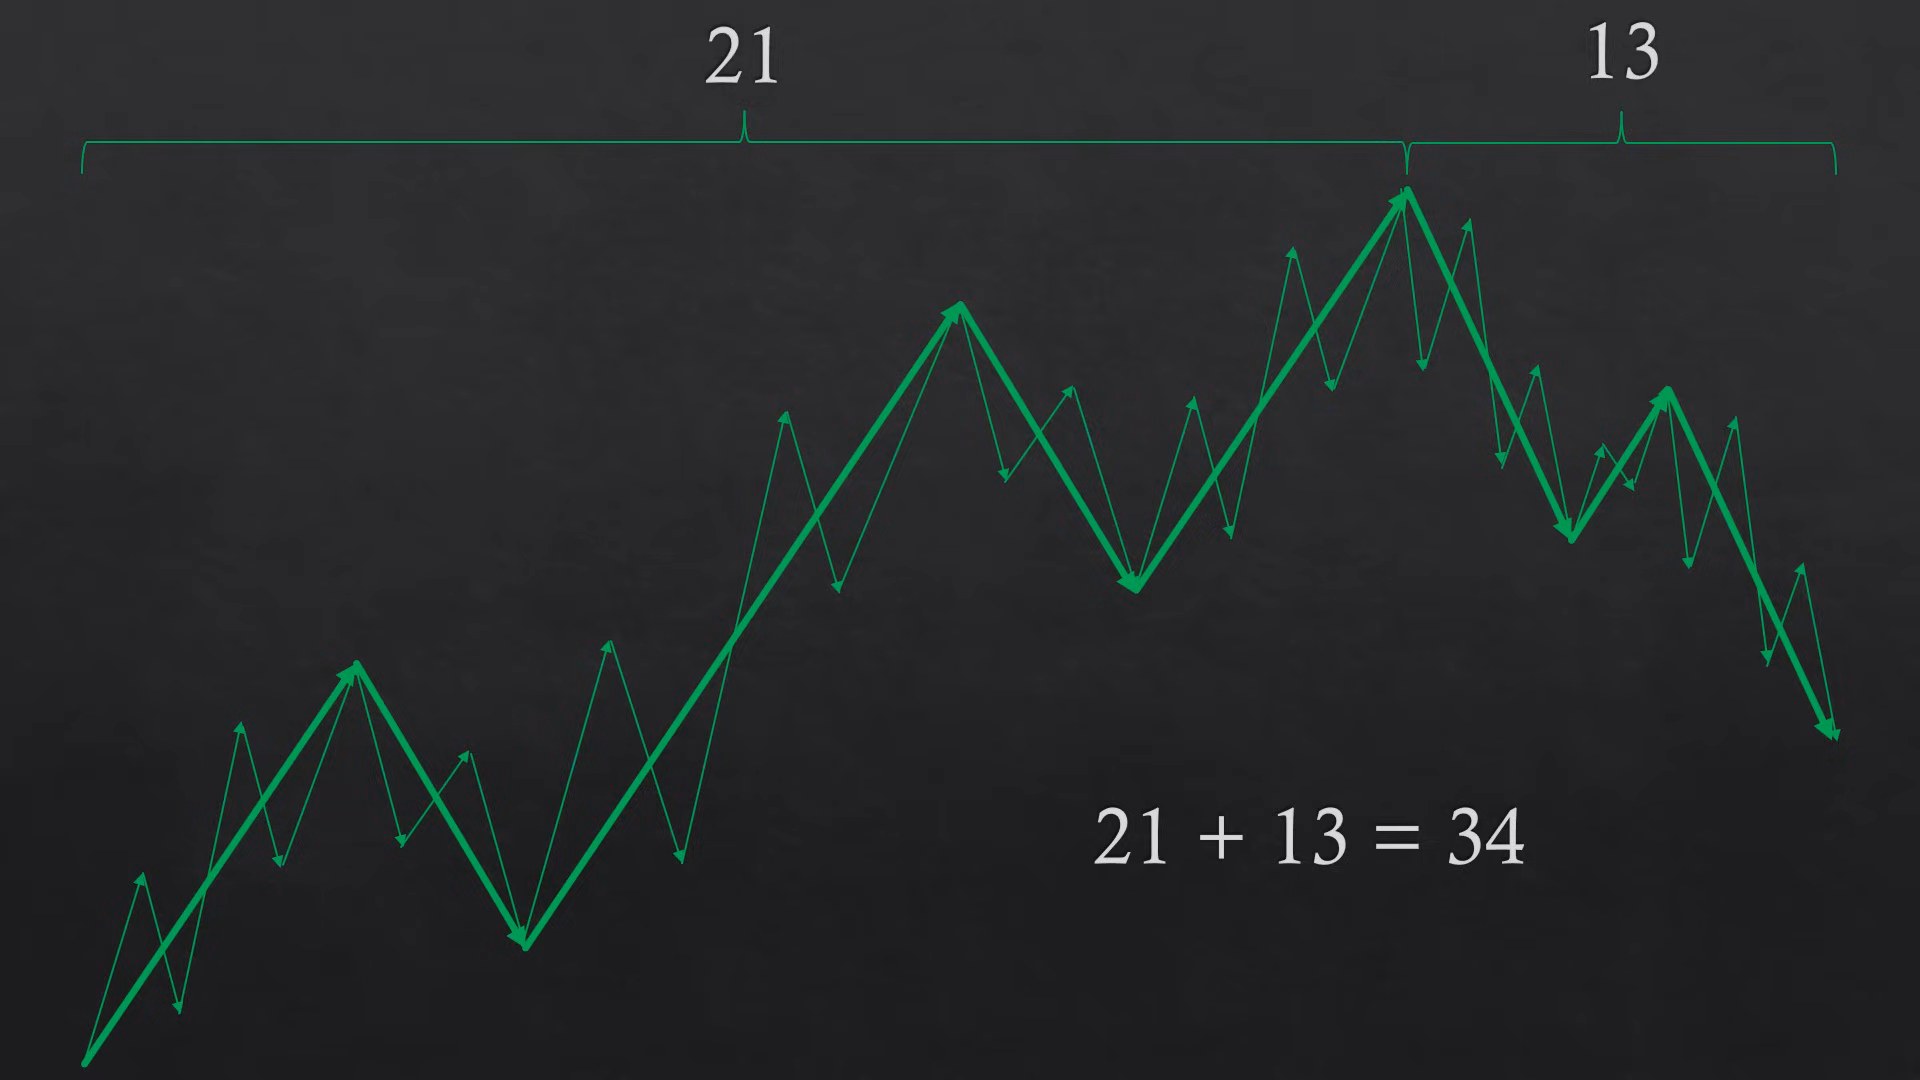 21
13
21 + 13 = 34